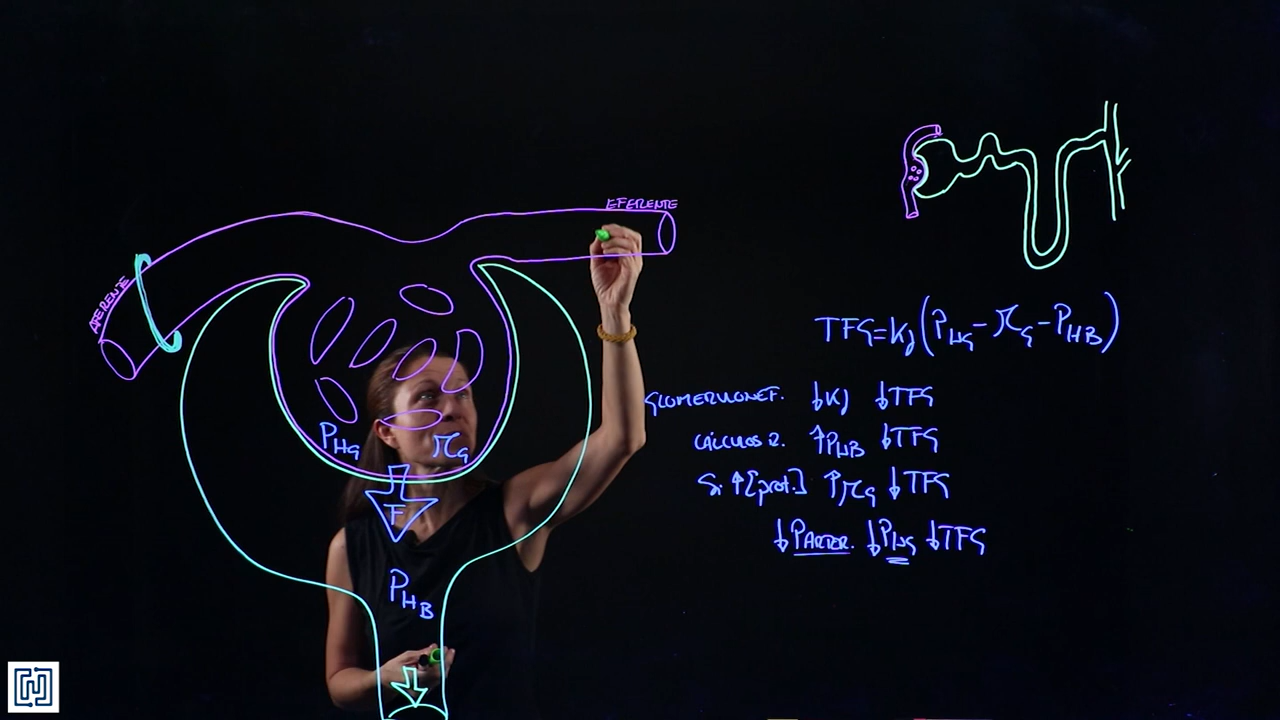 EFERENTE
AFERENTE
P_HG
π_G
F
P_HB
TFG=Kf(P_HG-π_G-P_HB)
GLOMERULONEF. ↓Kf ↓TFG
CÁLCULOS R. ↑P_HB ↓TFG
Si ↑[prot.] ↑π_G ↓TFG
↓PARTER. ↓P_HG ↓TFG